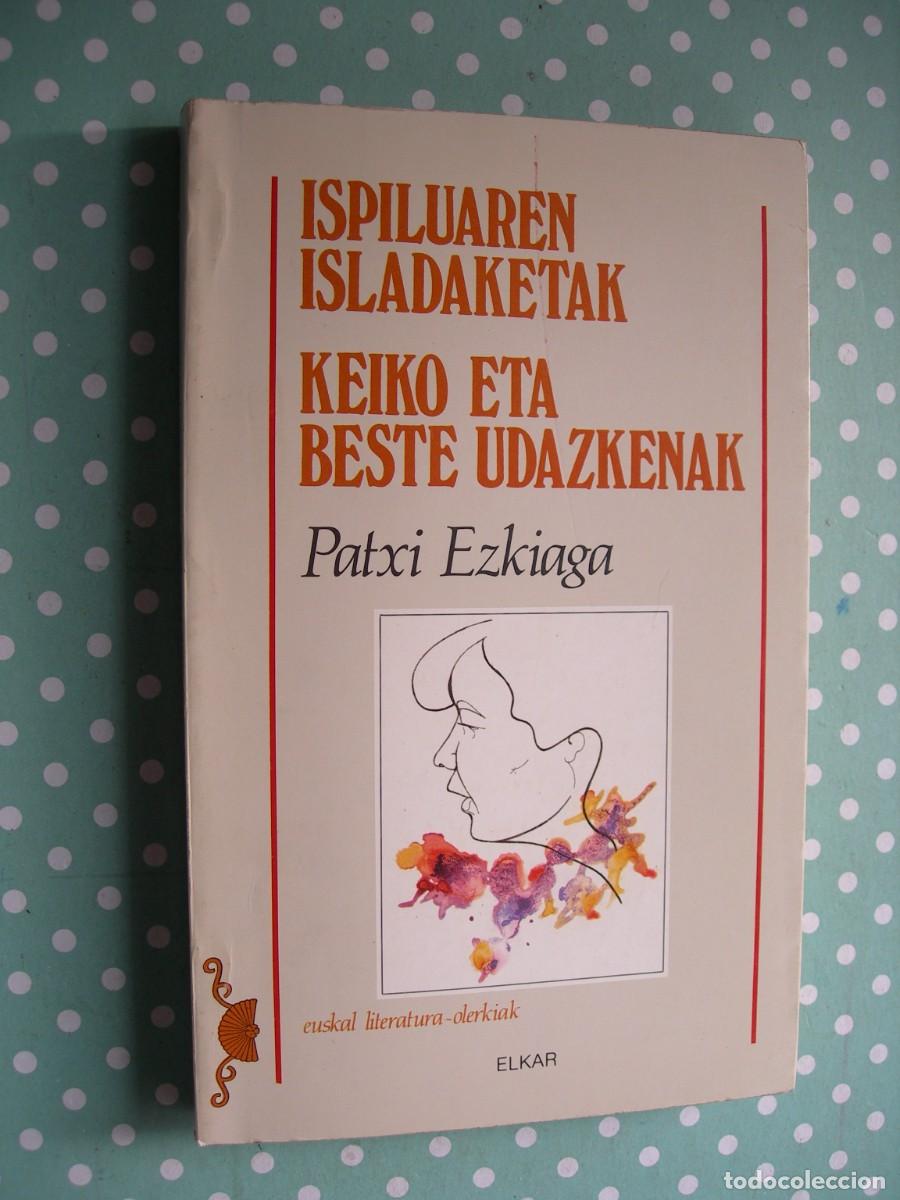 ISPILUAREN
ISLADAKETAK
KEIKO ETA
BESTE UDAZKENAK
Patxi Ezkiaga
euskal literatura-olerkiak
ELKAR
todocoleccion